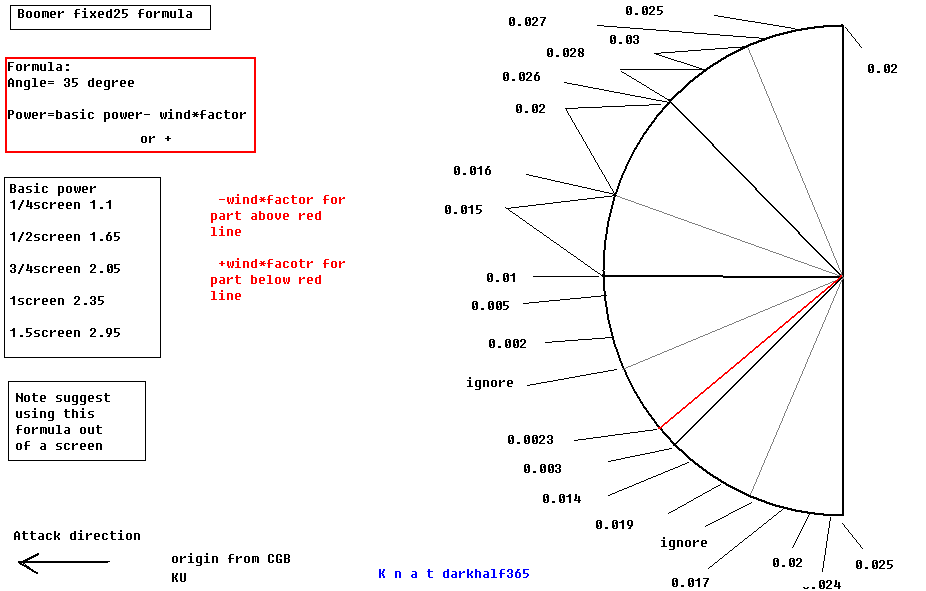 Boomer fixed25 formula
Formula:
Angle= 35 degree
Power=basic power- wind*factor
or +
Basic power
1/4screen 1.1
1/2screen 1.65
3/4screen 2.05
1screen 2.35
1.5screen 2.95
-wind*factor for
part above red
line
+wind*facotr for
part below red
line
Note suggest
using this
formula out
of a screen
Attack direction
origin from CGB
KU
K n a t darkhalf365
0.025
0.027
0.03
0.028
0.02
0.026
0.02
0.016
0.015
0.01
0.005
0.002
ignore
0.0023
0.003
0.014
0.019
ignore
0.02
0.025
0.017
.024